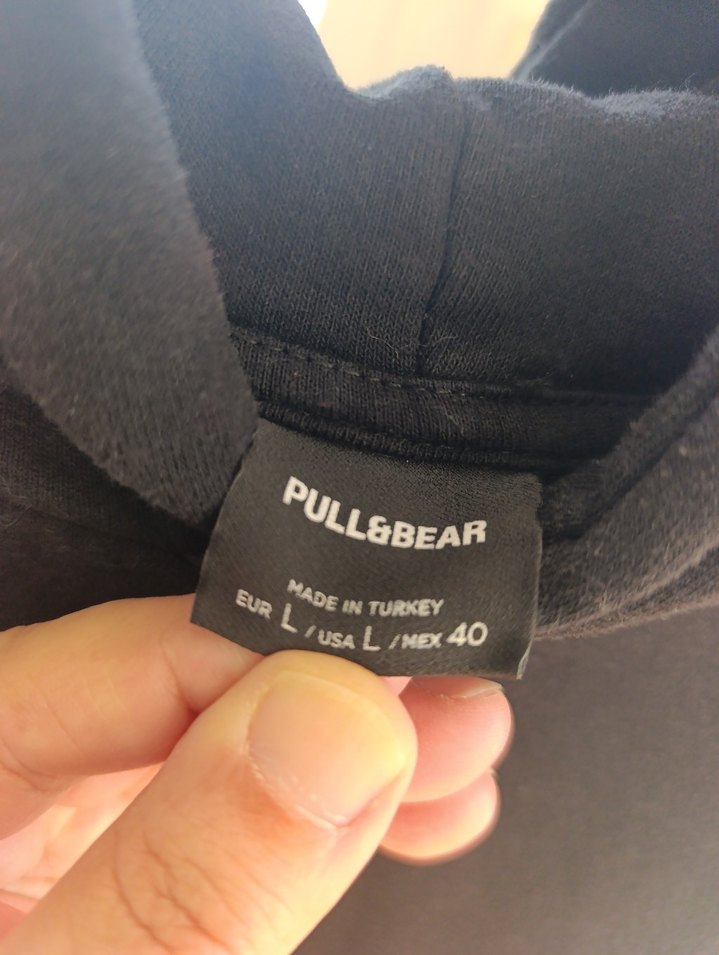 PULL&BEAR
MADE IN TURKEY
EUR L / USA L / MEX 40